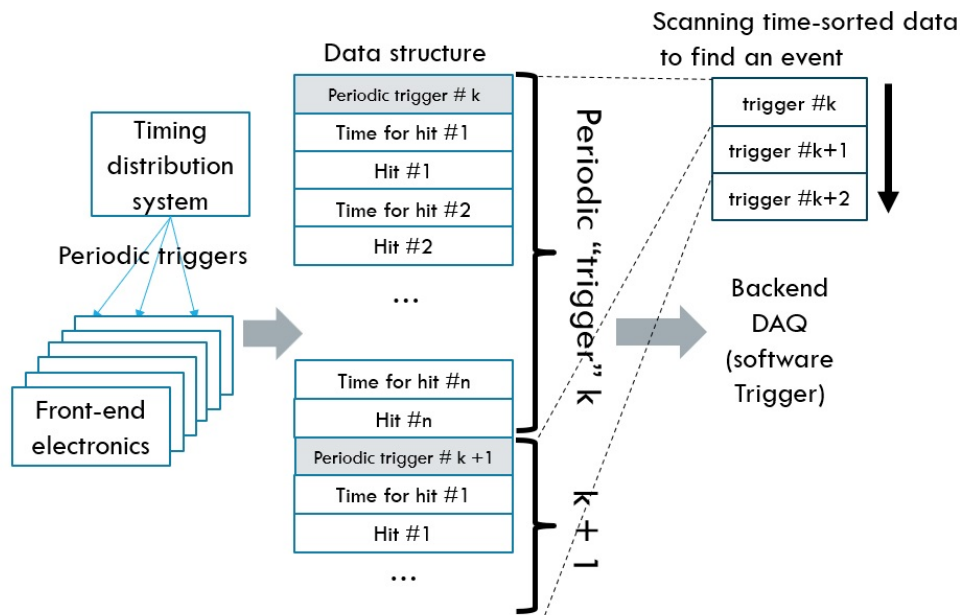 Scanning time-sorted data
to find an event
Data structure
Periodic trigger # k
Time for hit #1
Hit #1
Time for hit #2
Hit #2
...
Time for hit #n
Hit #n
Periodic trigger # k +1
Time for hit #1
Hit #1
...
Timing
distribution
system
Periodic triggers
Front-end
electronics
Periodic "trigger" k
k + 1
trigger #k
trigger #k+1
trigger #k+2
Backend
DAQ
(software
Trigger)